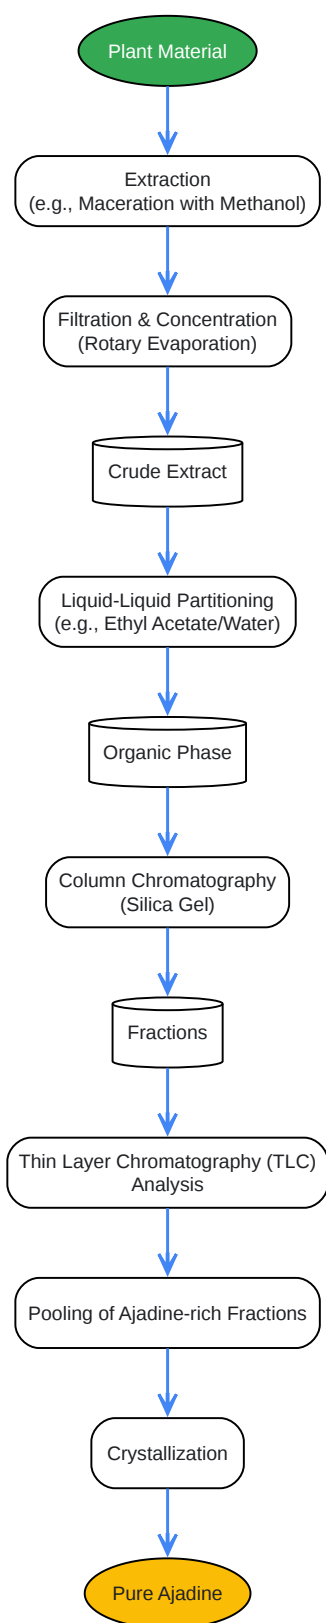 Plant Material
Extraction
(e.g., Maceration with Methanol)
Filtration & Concentration
(Rotary Evaporation)
Crude Extract
Liquid-Liquid Partitioning
(e.g., Ethyl Acetate/Water)
Organic Phase
Column Chromatography
(Silica Gel)
Fractions
Thin Layer Chromatography (TLC)
Analysis
Pooling of Ajadine-rich Fractions
Crystallization
Pure Ajadine